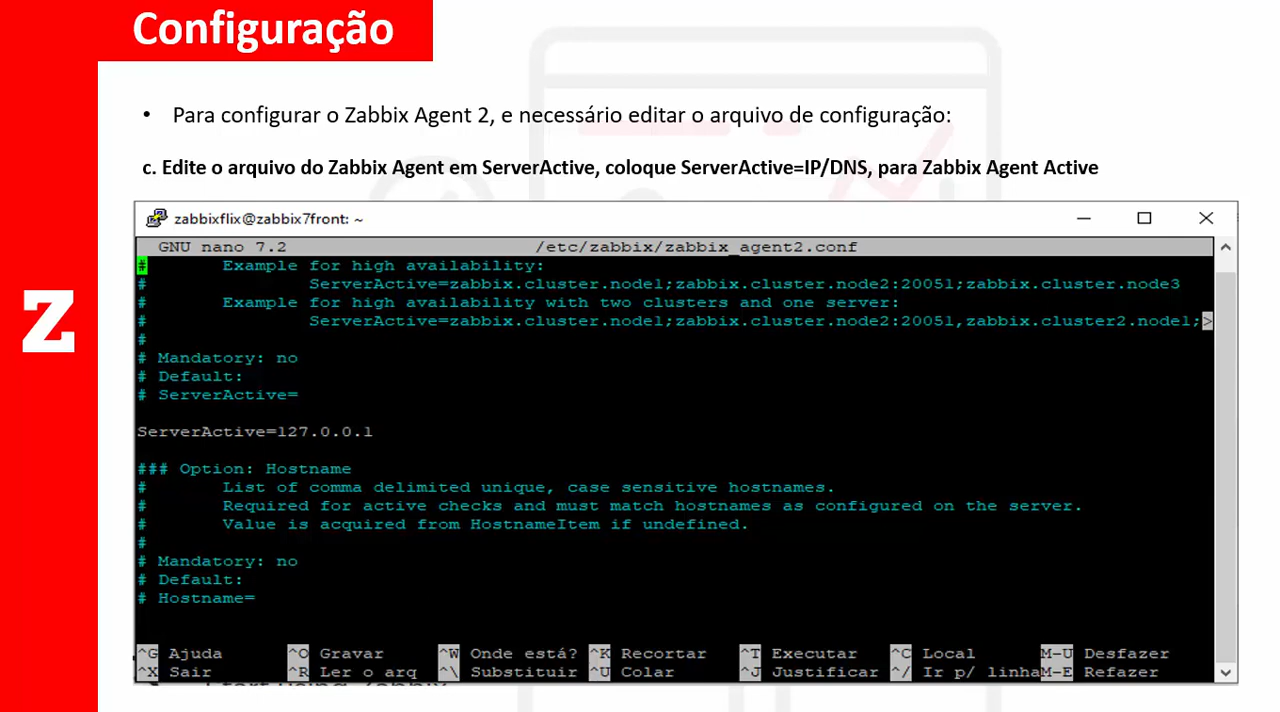 Configuração
• Para configurar o Zabbix Agent 2, e necessário editar o arquivo de configuração:
c. Edite o arquivo do Zabbix Agent em ServerActive, coloque ServerActive=IP/DNS, para Zabbix Agent Active
Z
zabbixflix@zabbix7front: ~
GNU nano 7.2 /etc/zabbix/zabbix_agent2.conf
# Example for high availability:
# ServerActive=zabbix.cluster.node1;zabbix.cluster.node2:20051;zabbix.cluster.node3
# Example for high availability with two clusters and one server:
# ServerActive=zabbix.cluster.node1;zabbix.cluster.node2:20051,zabbix.cluster2.node1;>
#
# Mandatory: no
# Default:
# ServerActive=
ServerActive=127.0.0.1
### Option: Hostname
# List of comma delimited unique, case sensitive hostnames.
# Required for active checks and must match hostnames as configured on the server.
# Value is acquired from HostnameItem if undefined.
#
# Mandatory: no
# Default:
# Hostname=
^G Ajuda ^O Gravar ^W Onde está? ^K Recortar ^T Executar ^C Local M-U Desfazer
^X Sair ^R Ler o arq ^\ Substituir ^U Colar ^J Justificar ^/ Ir p/ linha M-E Refazer